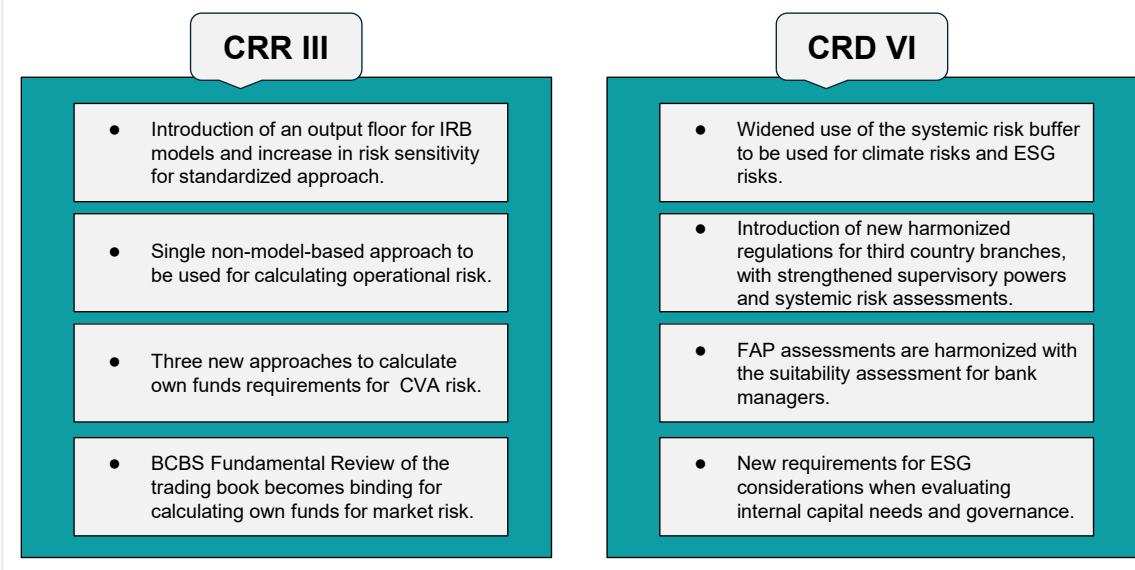 CRR III
● Introduction of an output floor for IRB
models and increase in risk sensitivity
for standardized approach.
● Single non-model-based approach to
be used for calculating operational risk.
● Three new approaches to calculate
own funds requirements for CVA risk.
● BCBS Fundamental Review of the
trading book becomes binding for
calculating own funds for market risk.
CRD VI
● Widened use of the systemic risk buffer
to be used for climate risks and ESG
risks.
● Introduction of new harmonized
regulations for third country branches,
with strengthened supervisory powers
and systemic risk assessments.
● FAP assessments are harmonized with
the suitability assessment for bank
managers.
● New requirements for ESG
considerations when evaluating
internal capital needs and governance.